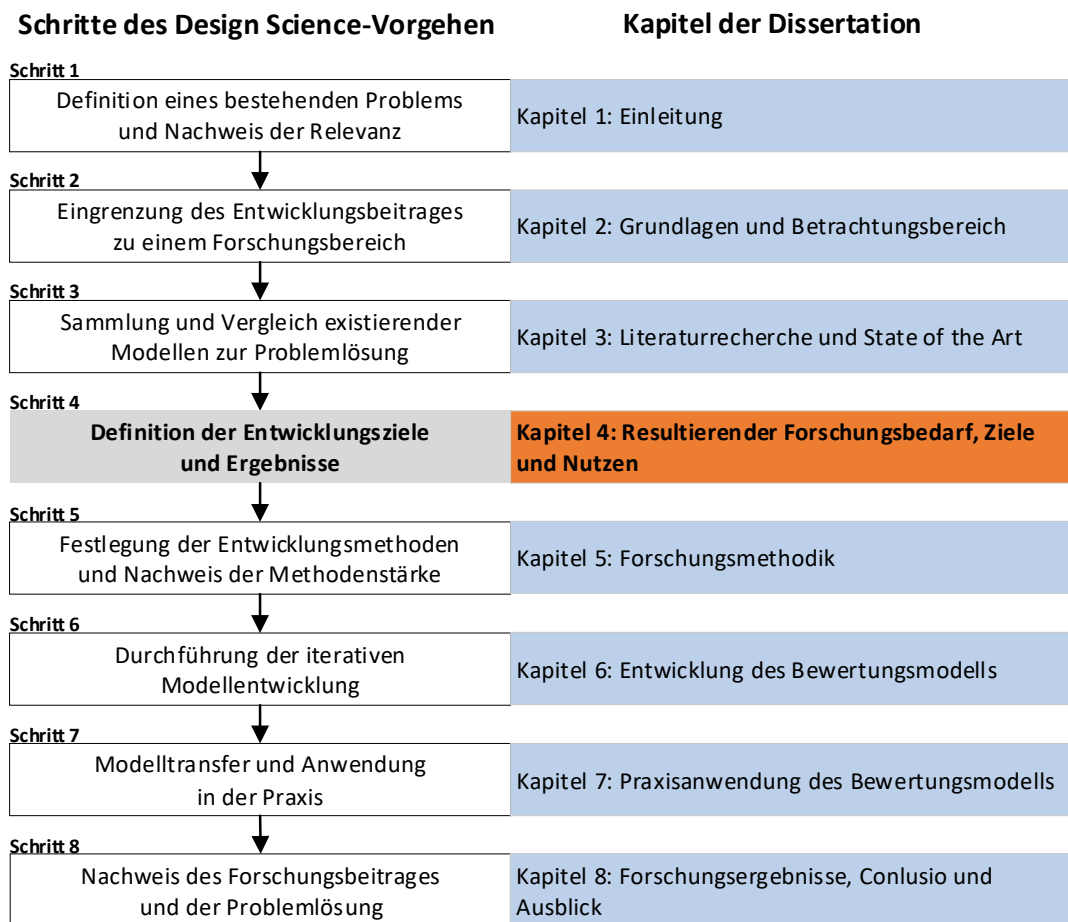 Schritte des Design Science-Vorgehen
Kapitel der Dissertation
Schritt 1
Definition eines bestehenden Problems
und Nachweis der Relevanz
Kapitel 1: Einleitung
Schritt 2
Eingrenzung des Entwicklungsbeitrages
zu einem Forschungsbereich
Kapitel 2: Grundlagen und Betrachtungsbereich
Schritt 3
Sammlung und Vergleich existierender
Modellen zur Problemlösung
Kapitel 3: Literaturrecherche und State of the Art
Schritt 4
Definition der Entwicklungsziele
und Ergebnisse
Kapitel 4: Resultierender Forschungsbedarf, Ziele
und Nutzen
Schritt 5
Festlegung der Entwicklungsmethoden
und Nachweis der Methodenstärke
Kapitel 5: Forschungsmethodik
Schritt 6
Durchführung der iterativen
Modellentwicklung
Kapitel 6: Entwicklung des Bewertungsmodells
Schritt 7
Modelltransfer und Anwendung
in der Praxis
Kapitel 7: Praxisanwendung des Bewertungsmodells
Schritt 8
Nachweis des Forschungsbeitrages
und der Problemlösung
Kapitel 8: Forschungsergebnisse, Conlusio und
Ausblick